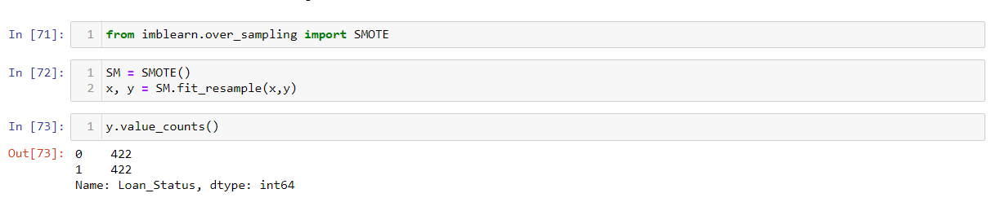 In [71]: 1 from imblearn.over_sampling import SMOTE
In [72]: 1 SM = SMOTE()
2 x, y = SM.fit_resample(x,y)
In [73]: 1 y.value_counts()
Out[73]: 0    422
1    422
Name: Loan_Status, dtype: int64